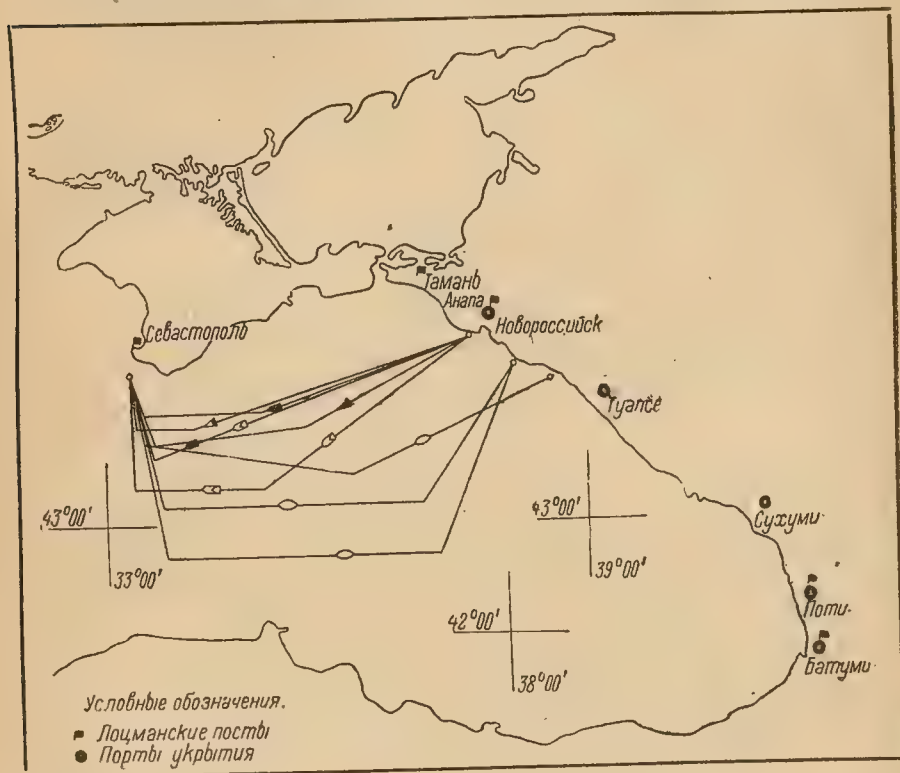 Тамань
Анапа
Новороссийск
Севастополь
Туапсе
43°00'
33°00'
43°00'
39°00'
Сухуми
42°00'
38°00'
Поти
Батуми
Условные обозначения.
Лоцманские посты
Порты укрытия